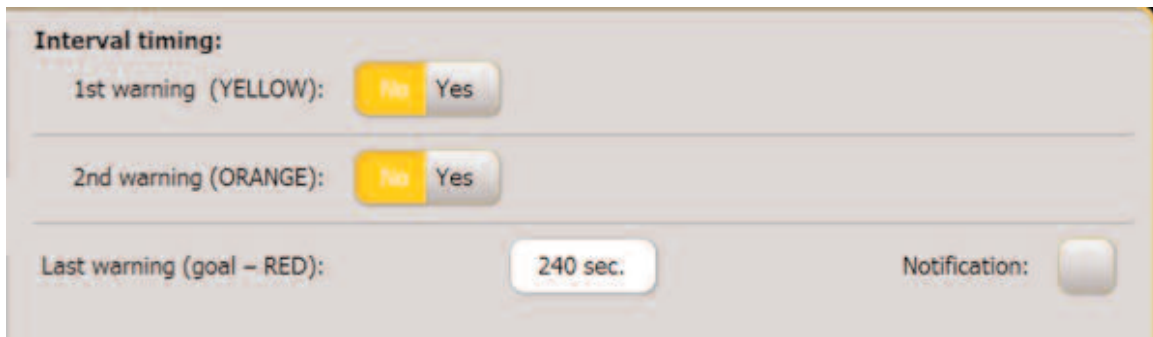 Interval timing:
1st warning (YELLOW): No Yes
2nd warning (ORANGE): No Yes
Last warning (goal – RED): 240 sec. Notification: